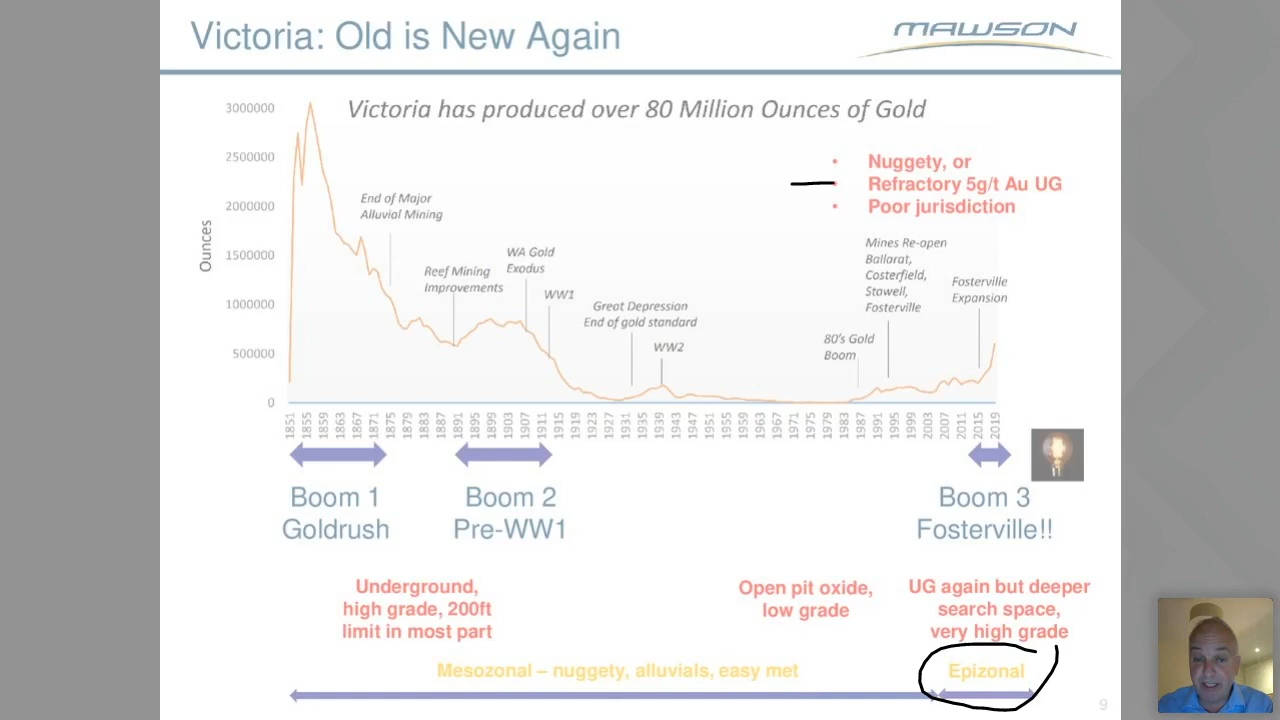 Victoria: Old is New Again
MAWSON
Victoria has produced over 80 Million Ounces of Gold
• Nuggety, or
• Refractory 5g/t Au UG
• Poor jurisdiction
Ounces
3000000
2500000
2000000
1500000
1000000
500000
0
End of Major
Alluvial Mining
Reef Mining
Improvements
WA Gold
Exodus
WW1
Great Depression
End of gold standard
WW2
80's Gold
Boom
Mines Re-open
Ballarat,
Costerfield,
Stawell,
Fosterville
Fosterville
Expansion
1851 1855 1859 1863 1867 1871 1875 1879 1883 1887 1891 1895 1899 1903 1907 1911 1915 1919 1923 1927 1931 1935 1939 1943 1947 1951 1955 1959 1963 1967 1971 1975 1979 1983 1987 1991 1995 1999 2003 2007 2011 2015 2019
Boom 1
Goldrush
Boom 2
Pre-WW1
Boom 3
Fosterville!!
Underground,
high grade, 200ft
limit in most part
Open pit oxide,
low grade
UG again but deeper
search space,
very high grade
Mesozonal – nuggety, alluvials, easy met
Epizonal
9